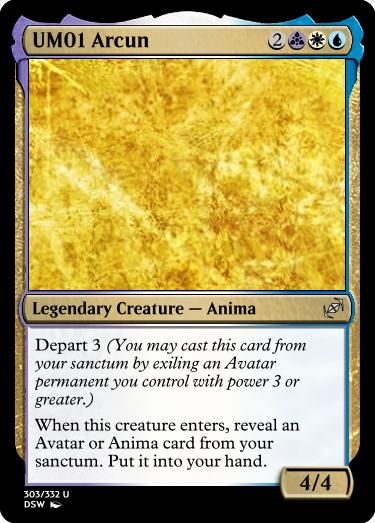 UM01 Arcun
2
Legendary Creature — Anima
Depart 3 (You may cast this card from
your sanctum by exiling an Avatar
permanent you control with power 3 or
greater.)
When this creature enters, reveal an
Avatar or Anima card from your
sanctum. Put it into your hand.
4/4
303/332 U
DSW